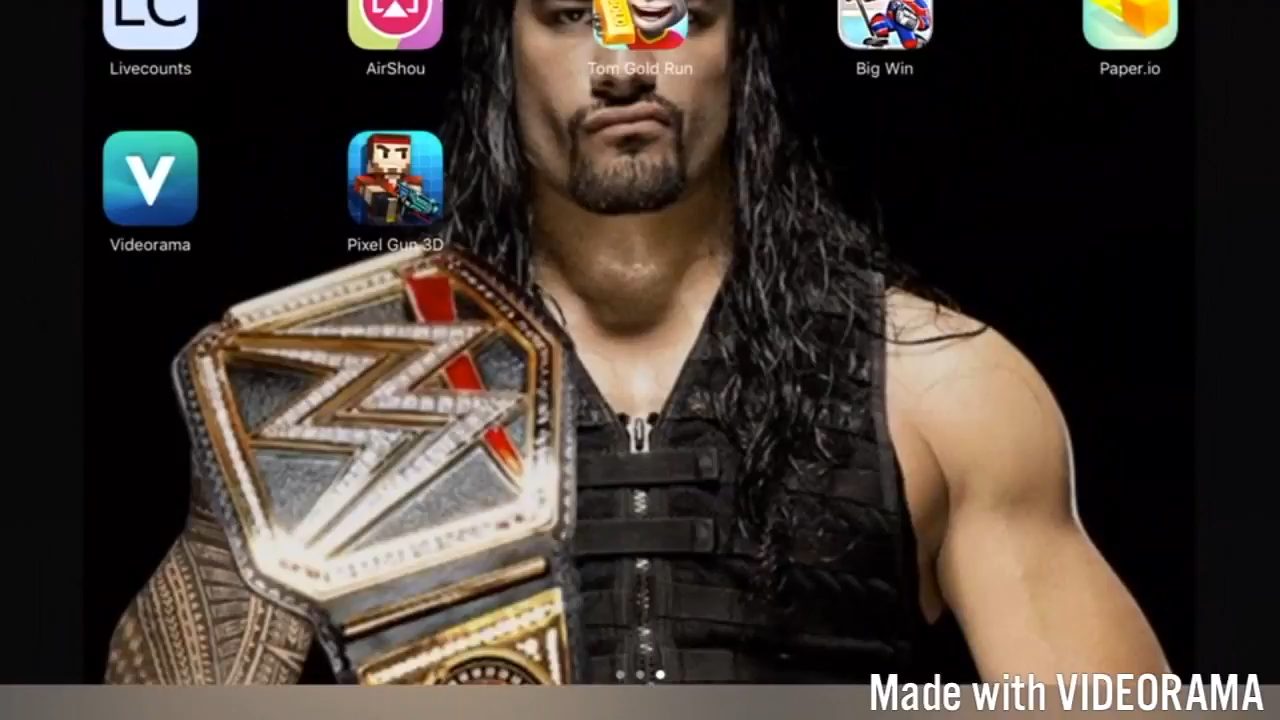 LC
Livecounts
AirShou
Tom Gold Run
Big Win
Paper.io
V
Videorama
Pixel Gun 3D
Made with VIDEORAMA